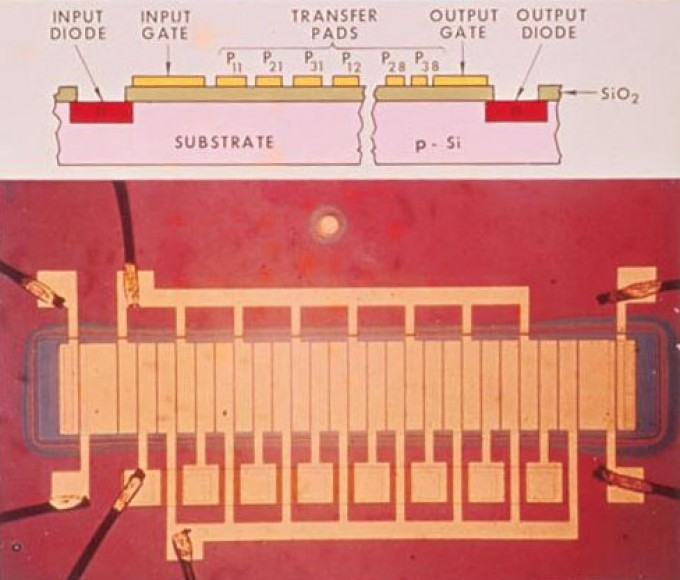 INPUT
DIODE
INPUT
GATE
TRANSFER
PADS
OUTPUT
GATE
OUTPUT
DIODE
P11
P21
P31
P12
P28
P38
SiO2
SUBSTRATE
p - Si